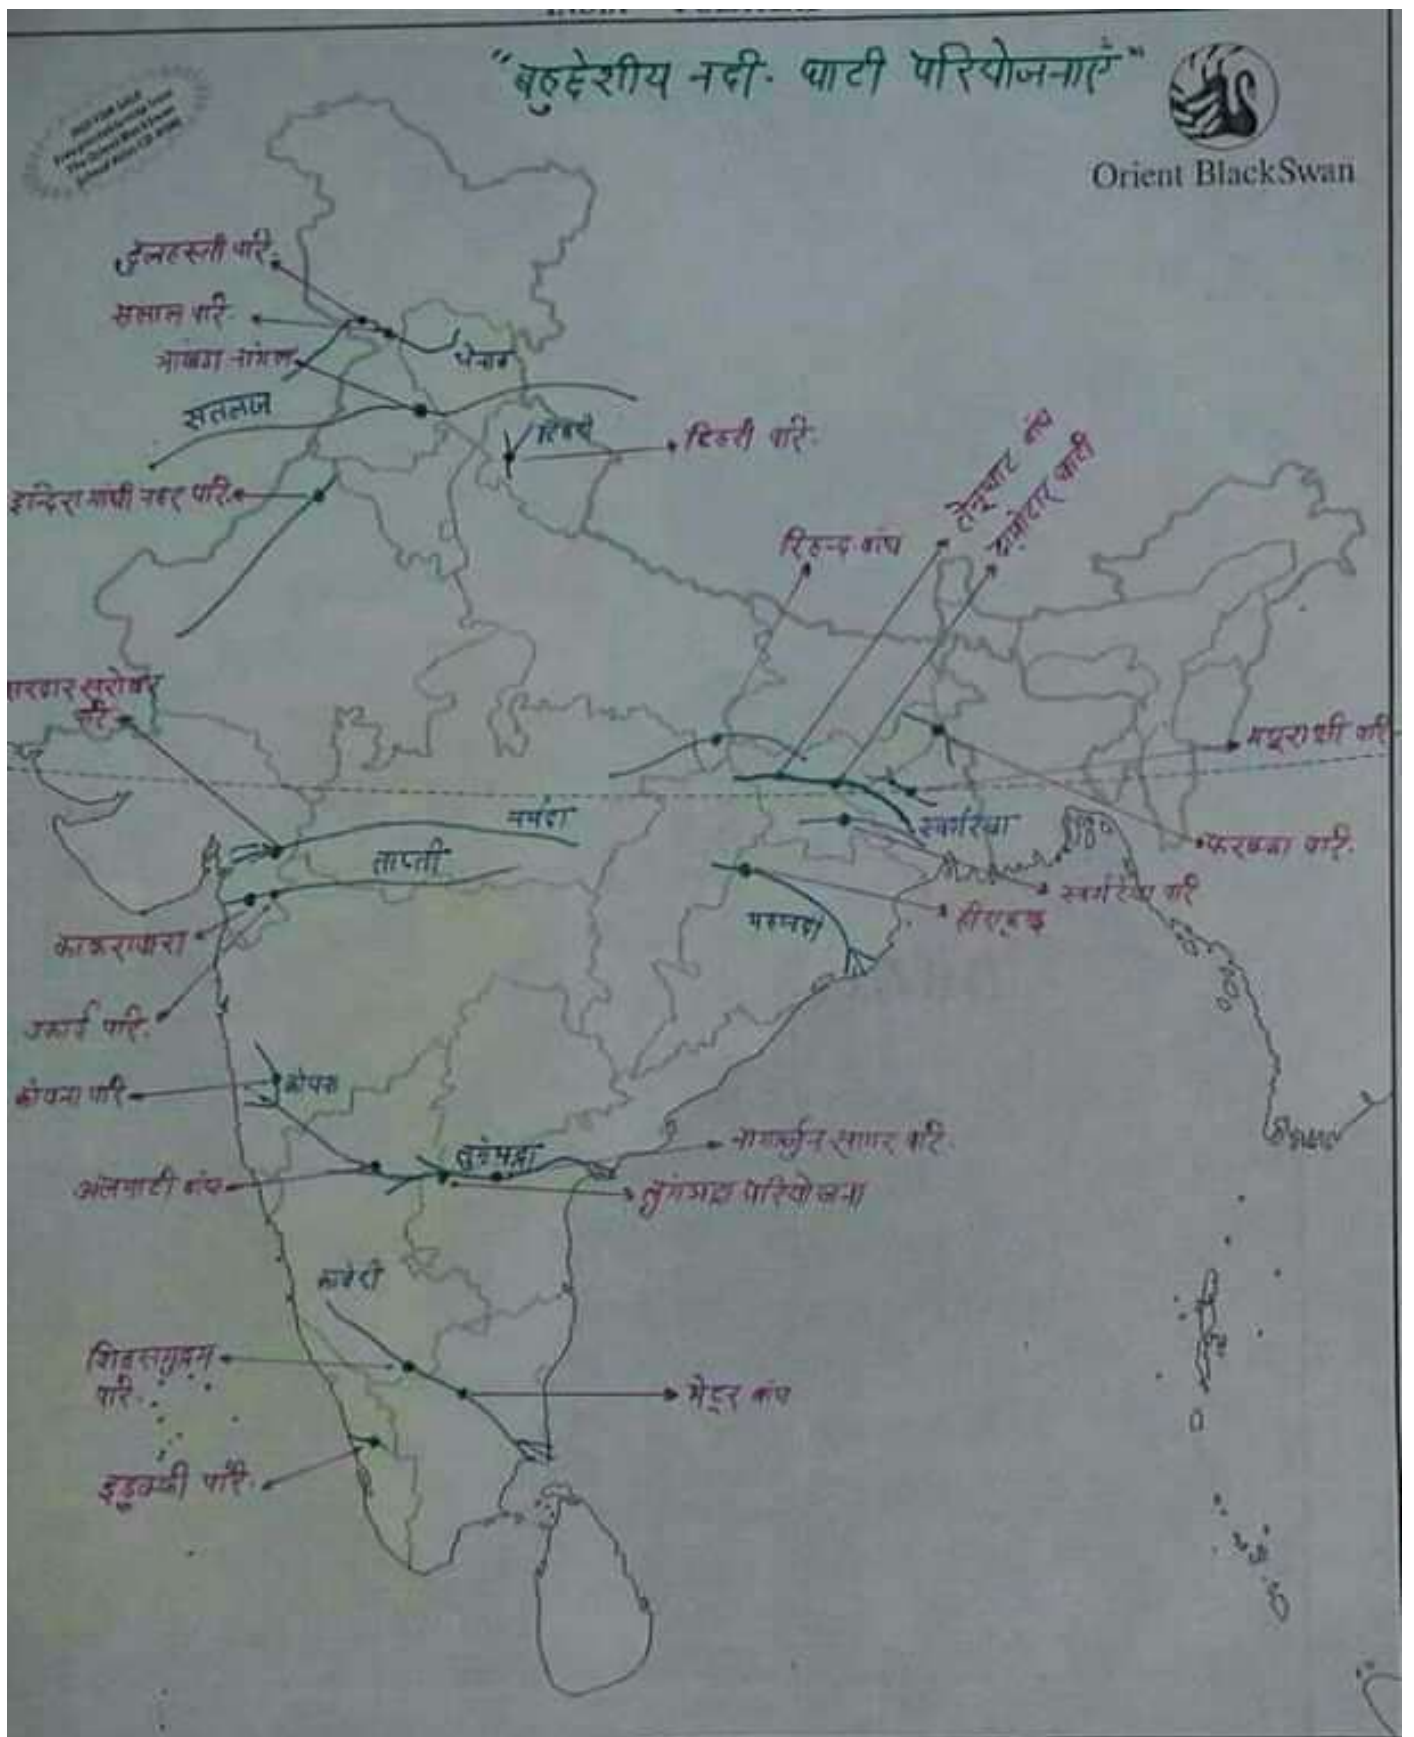 "बहुद्देशीय नदी- घाटी परियोजनाएं"
Orient BlackSwan
दुलहस्ती परि.
सलाल परि.
चेनाब
भाखडा नांगल
सतलज
टिहरी परि.
इन्दिरा गांधी नहर परि.
रिहन्द बांध
तेनूघाट बांध
दामोदार घाटी
सरदार सरोवर
परि.
मयूराक्षी परि
नर्मदा
ताप्ती
स्वर्णरेखा
फरक्का परि.
स्वर्णरेखा परि
हीराकुड
महानदी
काकरापारा
उकाई परि.
कोयना परि
कोयना
तुंगभद्रा
नागार्जुन सागर परि.
अलमाटी बांध
तुंगभद्रा परियोजना
कावेरी
शिवसमुद्रम
परि.
मेटूर बांध
इडुक्की परि.